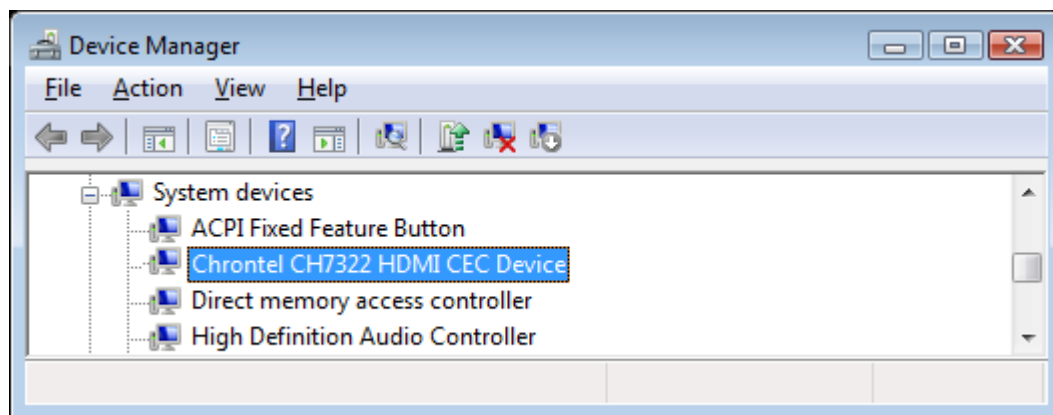 Device Manager
File Action View Help
System devices
ACPI Fixed Feature Button
Chrontel CH7322 HDMI CEC Device
Direct memory access controller
High Definition Audio Controller